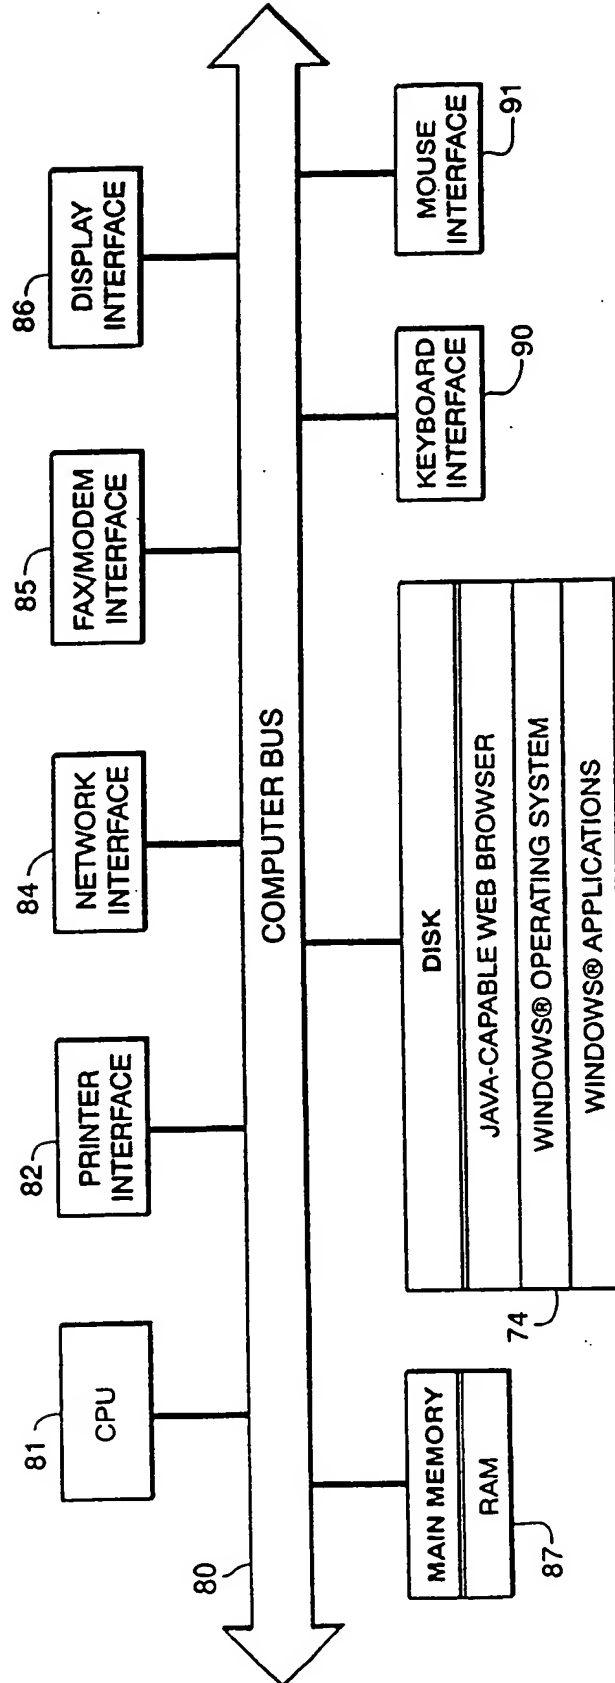 81
CPU
82
PRINTER
INTERFACE
84
NETWORK
INTERFACE
85
FAX/MODEM
INTERFACE
86
DISPLAY
INTERFACE
80
COMPUTER BUS
MAIN MEMORY
RAM
87
DISK
JAVA-CAPABLE WEB BROWSER
WINDOWS® OPERATING SYSTEM
WINDOWS® APPLICATIONS
74
KEYBOARD
INTERFACE
90
MOUSE
INTERFACE
91